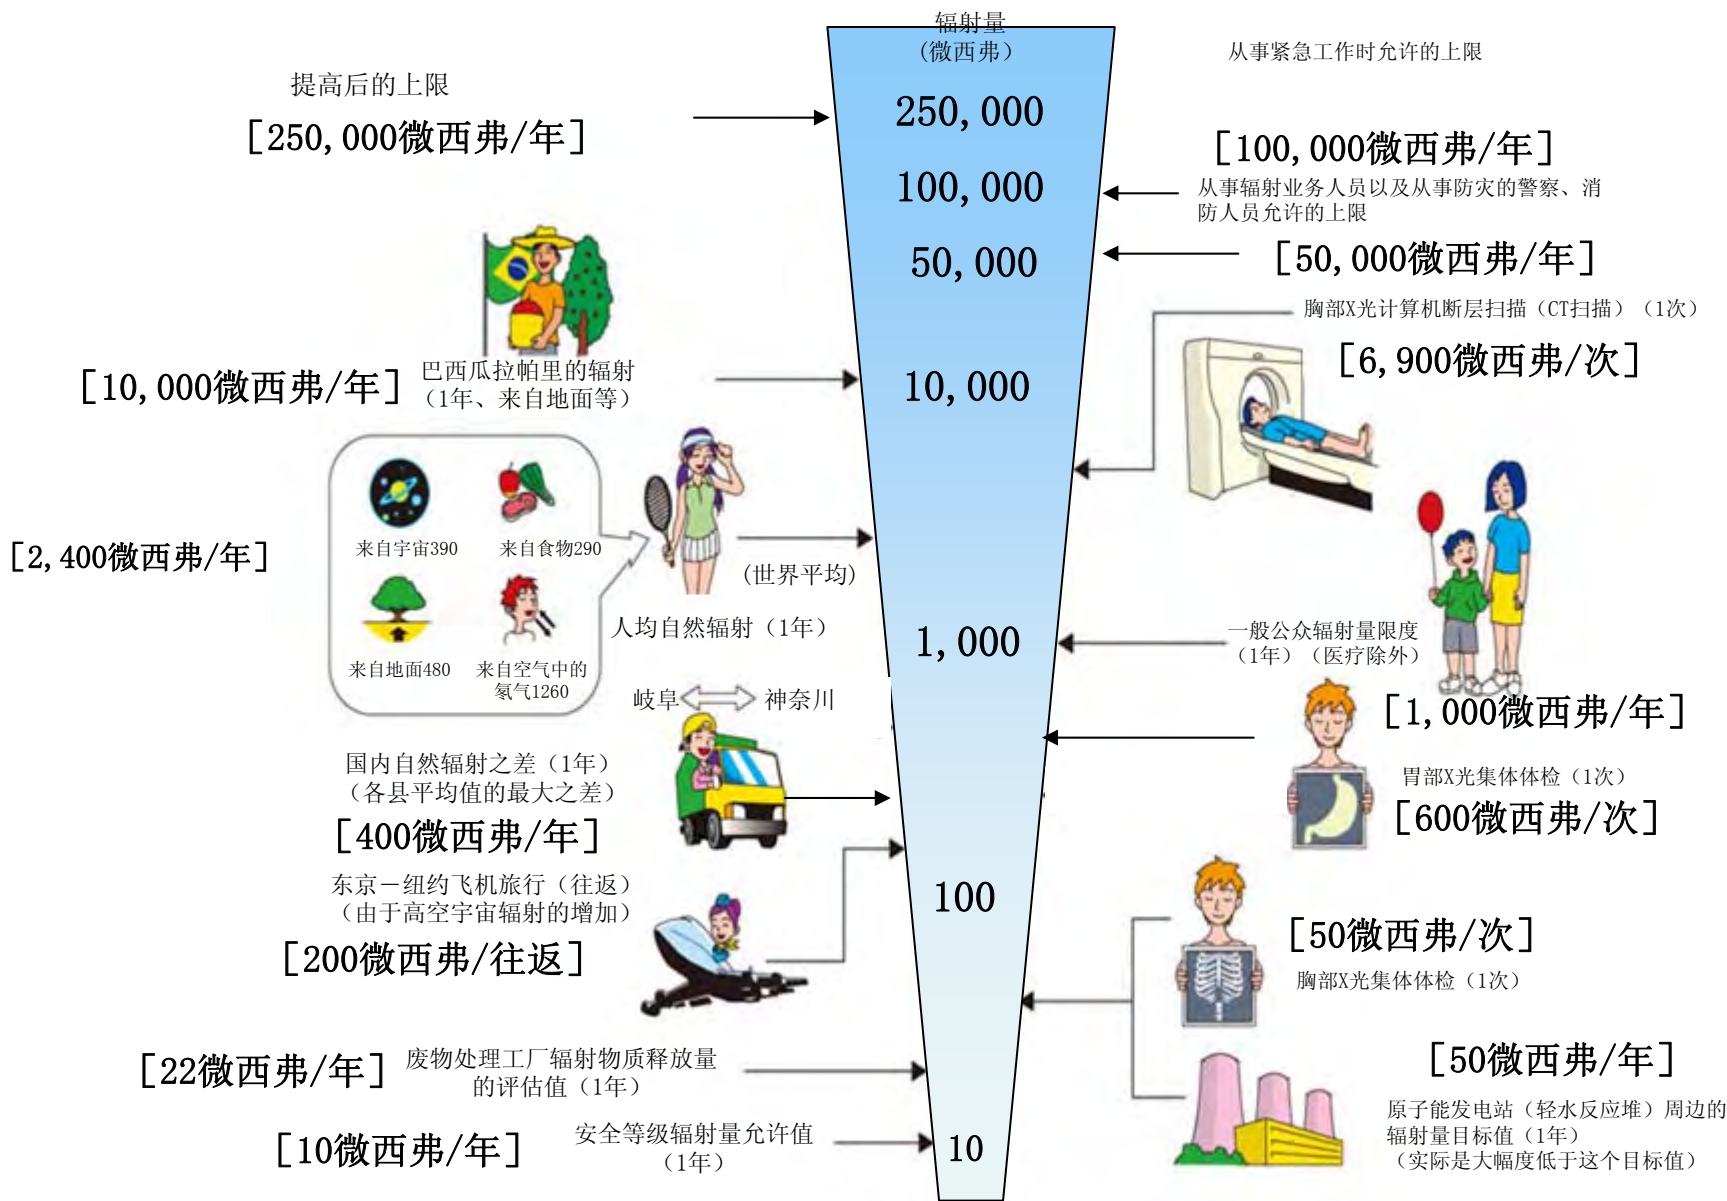 辐射量
(微西弗)
250,000
100,000
50,000
10,000
1,000
100
10
提高后的上限
[250,000微西弗/年]
[10,000微西弗/年]
巴西瓜拉帕里的辐射
（1年、来自地面等）
来自宇宙390
来自食物290
来自地面480
来自空气中的
氡气1260
[2,400微西弗/年]
(世界平均)
人均自然辐射（1年）
岐阜
神奈川
国内自然辐射之差（1年）
（各县平均值的最大之差）
[400微西弗/年]
东京－纽约飞机旅行（往返）
（由于高空宇宙辐射的增加）
[200微西弗/往返]
[22微西弗/年]
废物处理工厂辐射物质释放量
的评估值（1年）
[10微西弗/年]
安全等级辐射量允许值
（1年）
从事紧急工作时允许的上限
[100,000微西弗/年]
从事辐射业务人员以及从事防灾的警察、消
防人员允许的上限
[50,000微西弗/年]
胸部X光计算机断层扫描（CT扫描）（1次）
[6,900微西弗/次]
一般公众辐射量限度
（1年）（医疗除外）
[1,000微西弗/年]
胃部X光集体体检（1次）
[600微西弗/次]
[50微西弗/次]
胸部X光集体体检（1次）
[50微西弗/年]
原子能发电站（轻水反应堆）周边的
辐射量目标值（1年）
（实际是大幅度低于这个目标值）